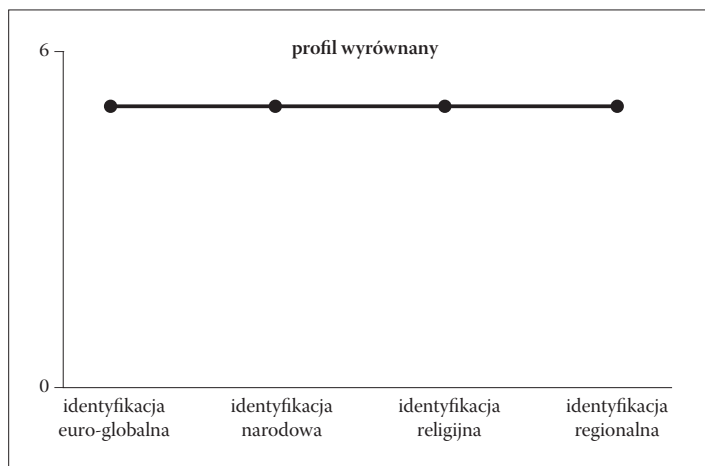 profil wyrównany
6
0
identyfikacja
euro-globalna
identyfikacja
narodowa
identyfikacja
religijna
identyfikacja
regionalna